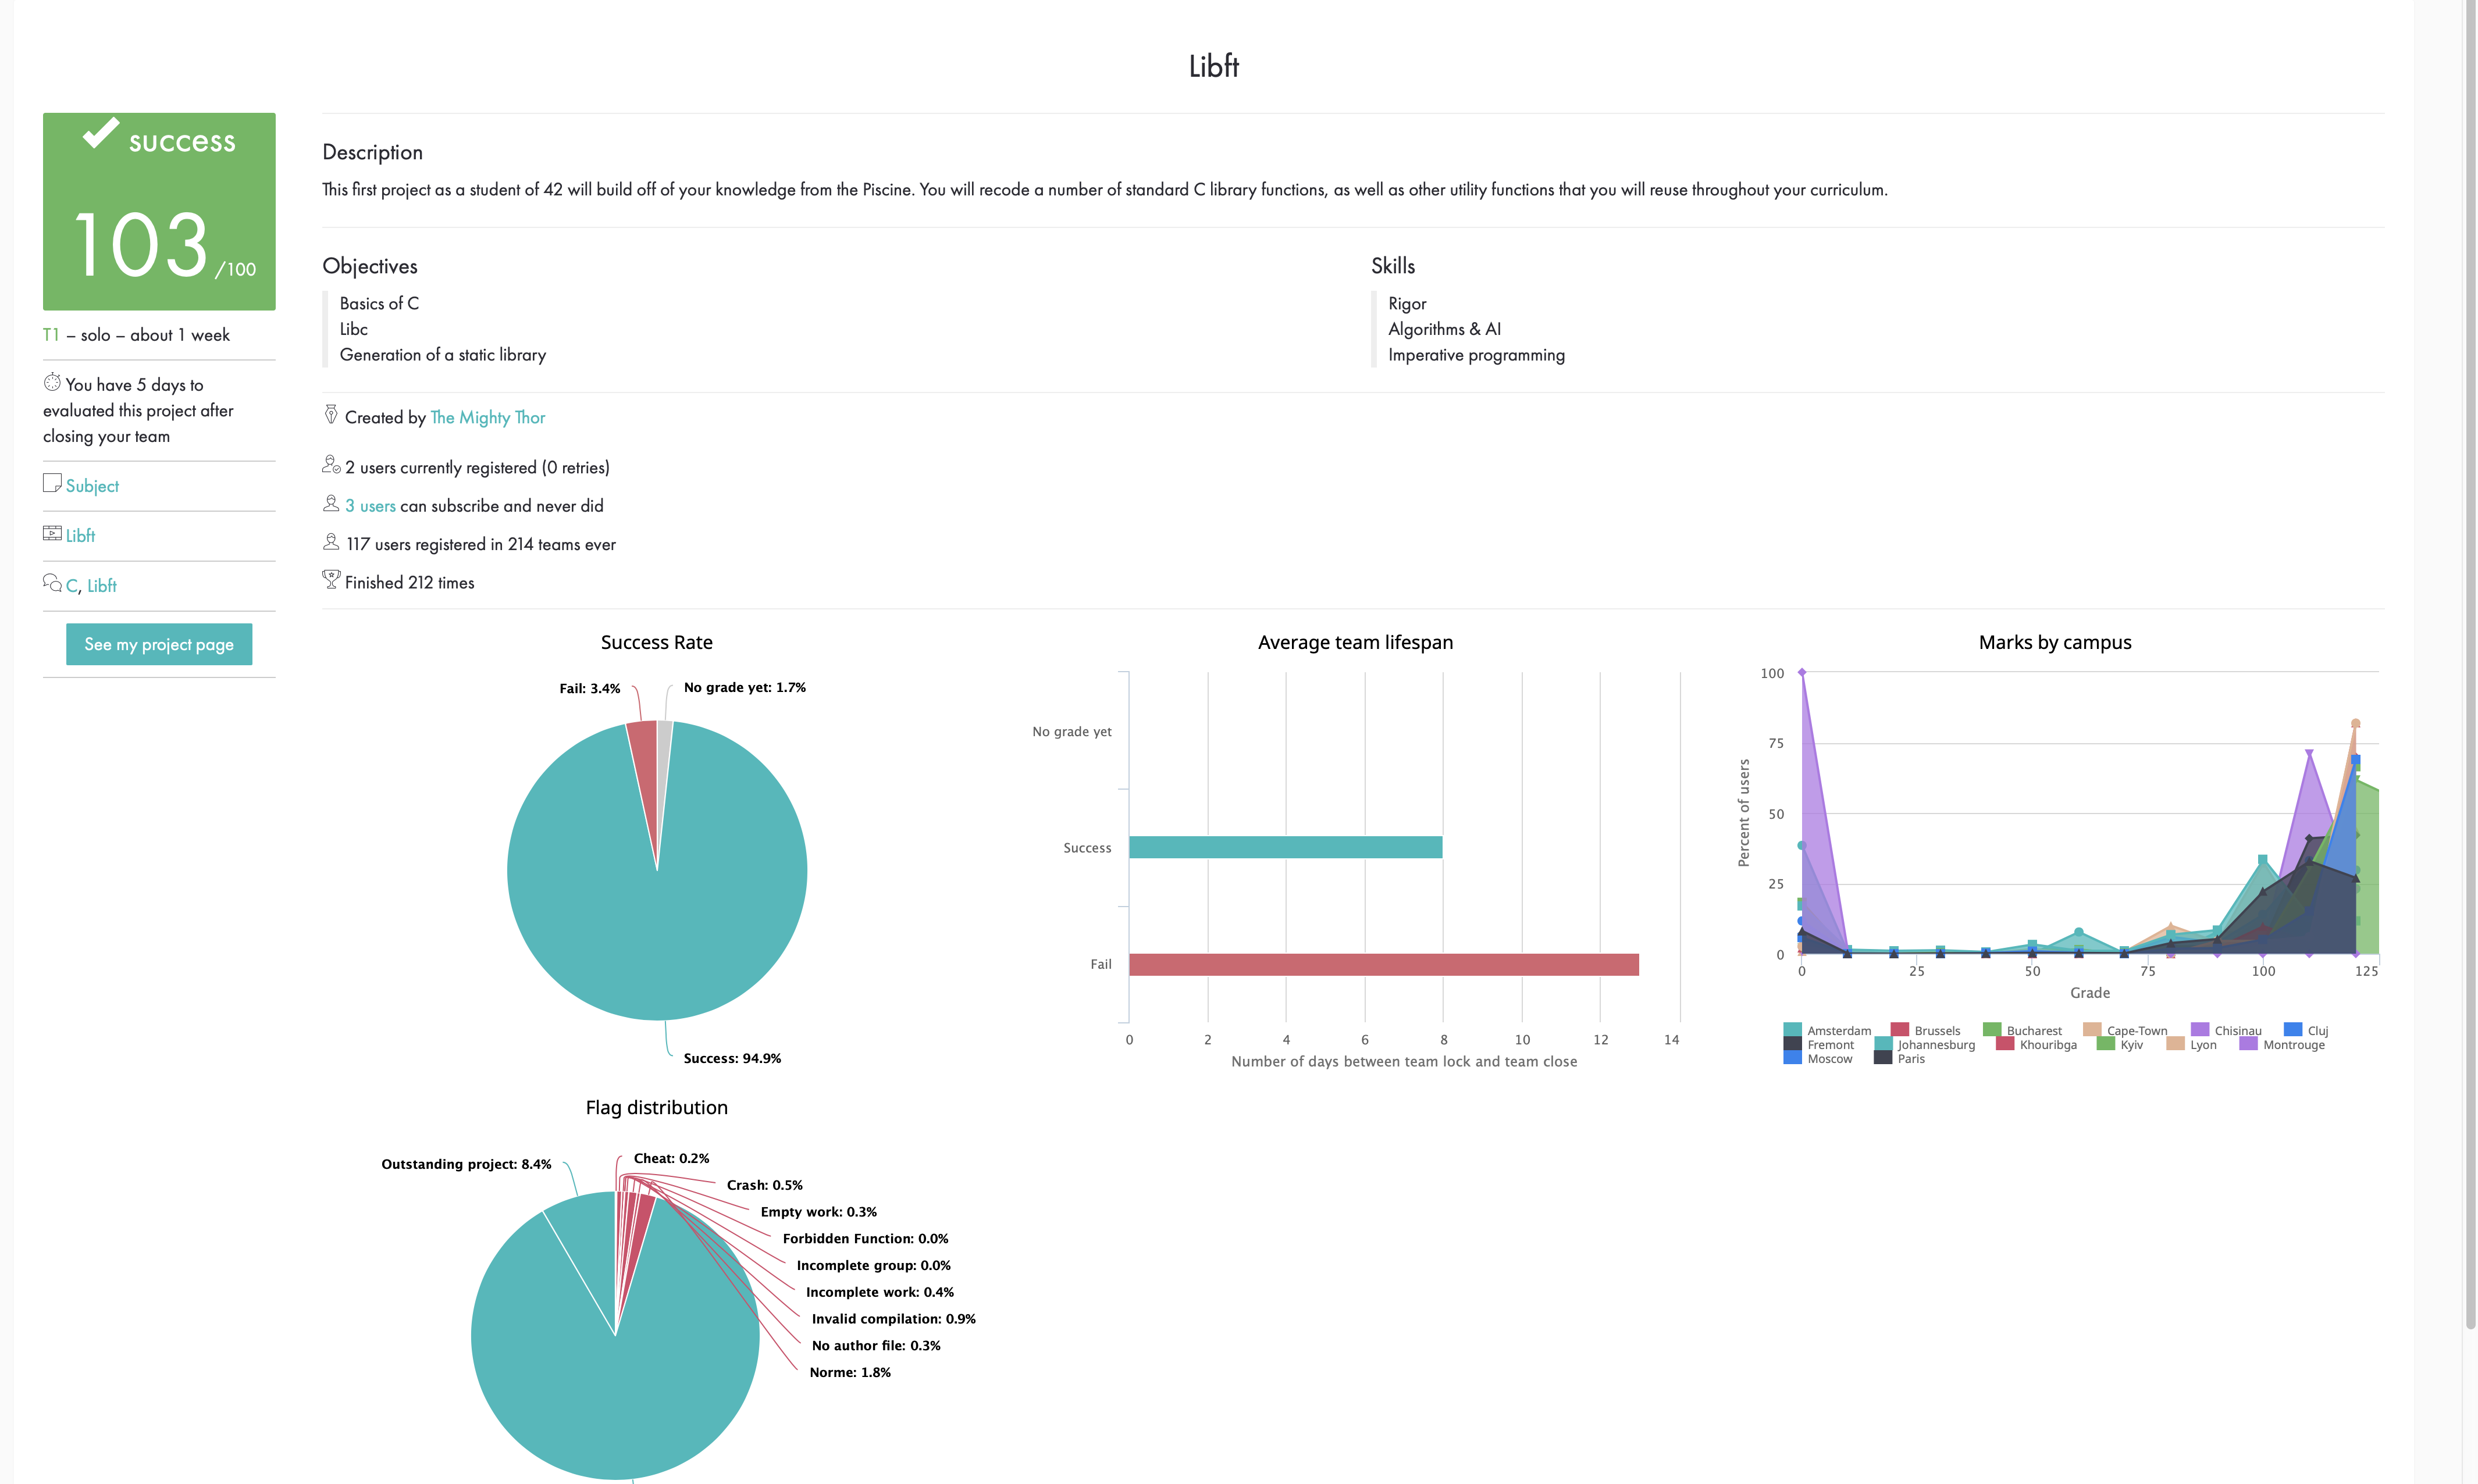 Libft
success
103 /100
T1 – solo – about 1 week
You have 5 days to
evaluated this project after
closing your team
Subject
Libft
C, Libft
See my project page
Description
This first project as a student of 42 will build off of your knowledge from the Piscine. You will recode a number of standard C library functions, as well as other utility functions that you will reuse throughout your curriculum.
Objectives
Basics of C
Libc
Generation of a static library
Skills
Rigor
Algorithms & AI
Imperative programming
Created by The Mighty Thor
2 users currently registered (0 retries)
3 users can subscribe and never did
117 users registered in 214 teams ever
Finished 212 times
Success Rate
Fail: 3.4%
No grade yet: 1.7%
Success: 94.9%
Average team lifespan
No grade yet
Success
Fail
0 2 4 6 8 10 12 14
Number of days between team lock and team close
Marks by campus
Percent of users
100
75
50
25
0
0 25 50 75 100 125
Grade
Amsterdam Brussels Bucharest Cape-Town Chisinau Cluj
Fremont Johannesburg Khouribga Kyiv Lyon Montrouge
Moscow Paris
Flag distribution
Outstanding project: 8.4%
Cheat: 0.2%
Crash: 0.5%
Empty work: 0.3%
Forbidden Function: 0.0%
Incomplete group: 0.0%
Incomplete work: 0.4%
Invalid compilation: 0.9%
No author file: 0.3%
Norme: 1.8%